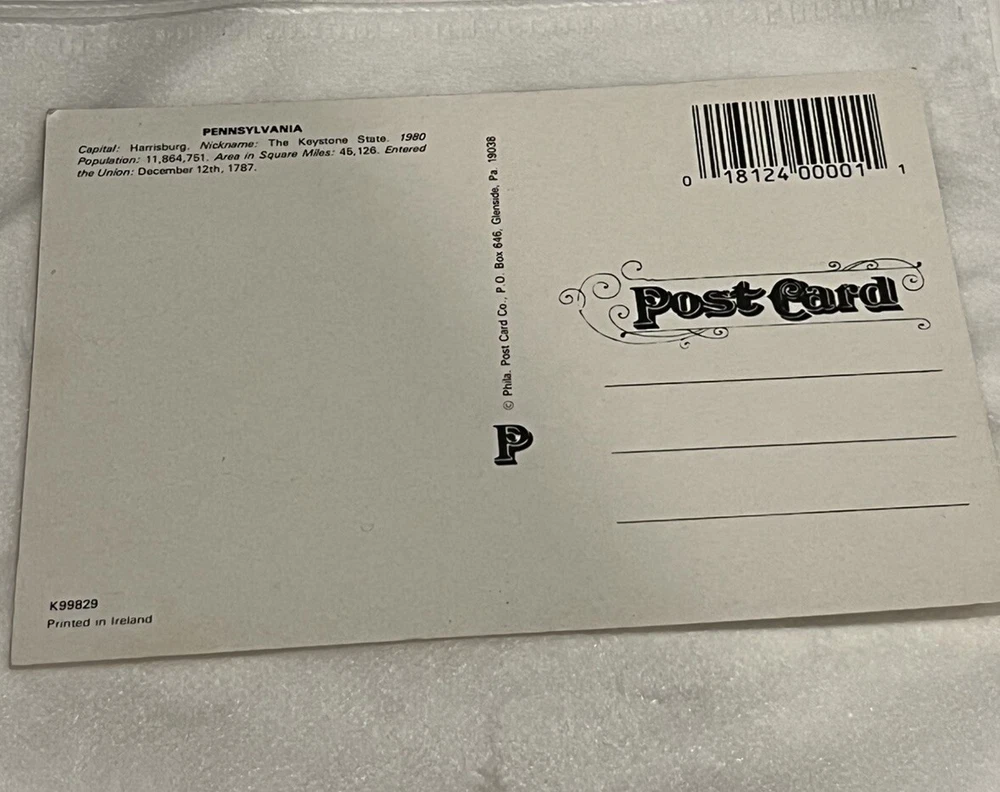 PENNSYLVANIA
Capital: Harrisburg. Nickname: The Keystone State. 1980
Population: 11,864,751. Area in Square Miles: 45,126. Entered
the Union: December 12th, 1787.
K99829
Printed in Ireland
P © Phila. Post Card Co., P.O. Box 646, Glenside, Pa. 19038
0 18124 00001 1
Post Card